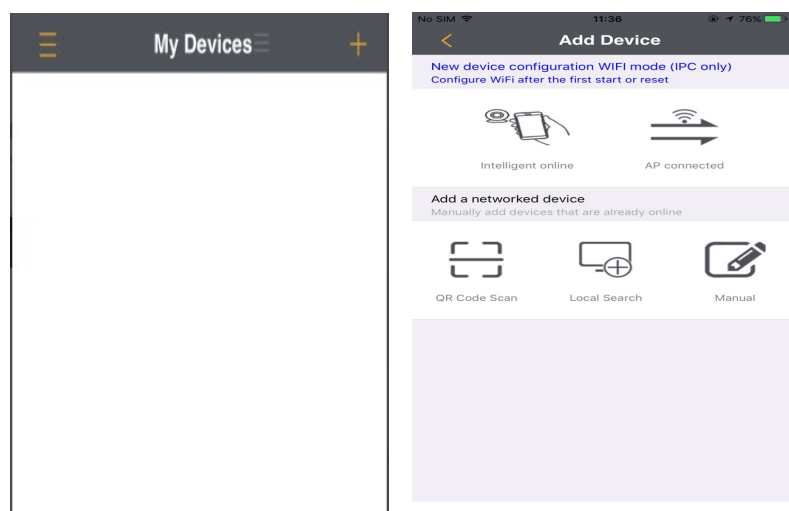 My Devices
No SIM 11:36 76%
Add Device
New device configuration WIFI mode (IPC only)
Configure WiFi after the first start or reset
Intelligent online AP connected
Add a networked device
Manually add devices that are already online
QR Code Scan Local Search Manual